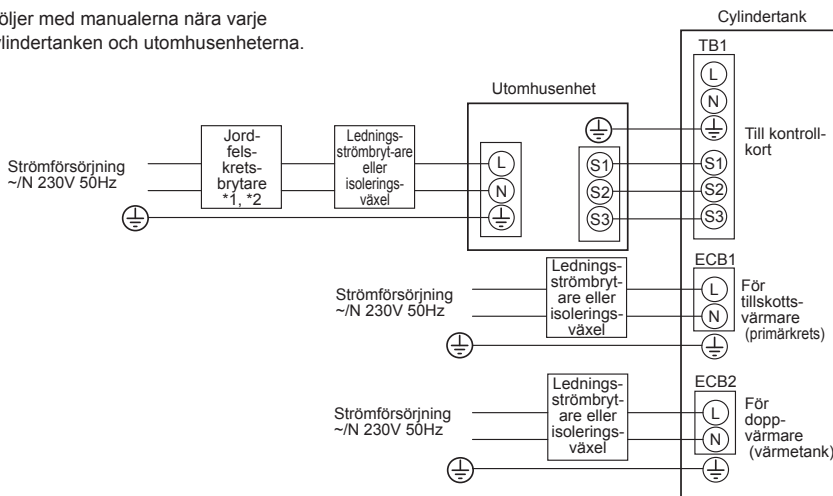 öljer med manualerna nära varje
ylindertanken och utomhusenheterna.
Cylindertank
TB1
L
N
Till kontroll-
kort
S1
S2
S3
Utomhusenhet
L
N
S1
S2
S3
Jord-
fels-
krets-
brytare
*1, *2
Lednings-
strömbryt-are
eller
isolerings-
växel
Strömförsörjning
~/N 230V 50Hz
ECB1
L
N
För
tillskotts-
värmare
(primärkrets)
Lednings-
strömbryt-
are eller
isolerings-
växel
Strömförsörjning
~/N 230V 50Hz
ECB2
L
N
För
dopp-
värmare
(värmetank)
Lednings-
strömbryt-
are eller
isolerings-
växel
Strömförsörjning
~/N 230V 50Hz